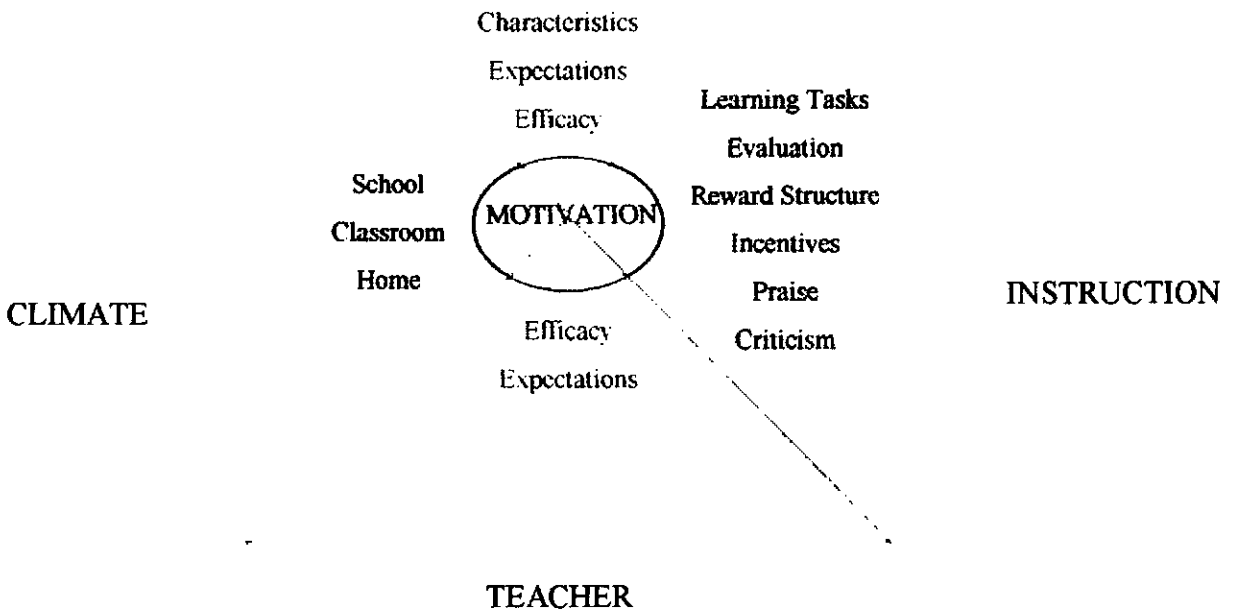 Characteristics
Expectations
Efficacy
Learning Tasks
Evaluation
Reward Structure
Incentives
Praise
Criticism
School
Classroom
Home
MOTIVATION
Efficacy
Expectations
CLIMATE
INSTRUCTION
TEACHER